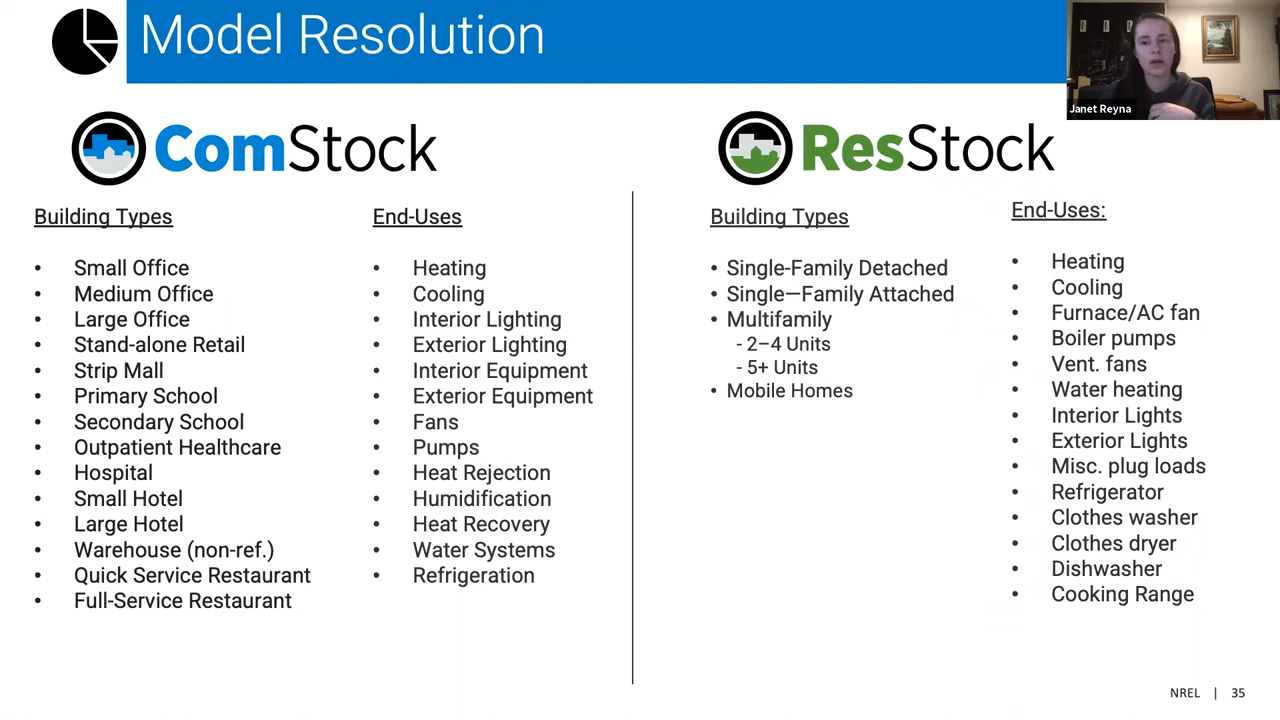 Model Resolution
Janet Reyna
ComStock
Building Types
• Small Office
• Medium Office
• Large Office
• Stand-alone Retail
• Strip Mall
• Primary School
• Secondary School
• Outpatient Healthcare
• Hospital
• Small Hotel
• Large Hotel
• Warehouse (non-ref.)
• Quick Service Restaurant
• Full-Service Restaurant
End-Uses
• Heating
• Cooling
• Interior Lighting
• Exterior Lighting
• Interior Equipment
• Exterior Equipment
• Fans
• Pumps
• Heat Rejection
• Humidification
• Heat Recovery
• Water Systems
• Refrigeration
ResStock
Building Types
• Single-Family Detached
• Single—Family Attached
• Multifamily
- 2–4 Units
- 5+ Units
• Mobile Homes
End-Uses:
• Heating
• Cooling
• Furnace/AC fan
• Boiler pumps
• Vent. fans
• Water heating
• Interior Lights
• Exterior Lights
• Misc. plug loads
• Refrigerator
• Clothes washer
• Clothes dryer
• Dishwasher
• Cooking Range
NREL | 35